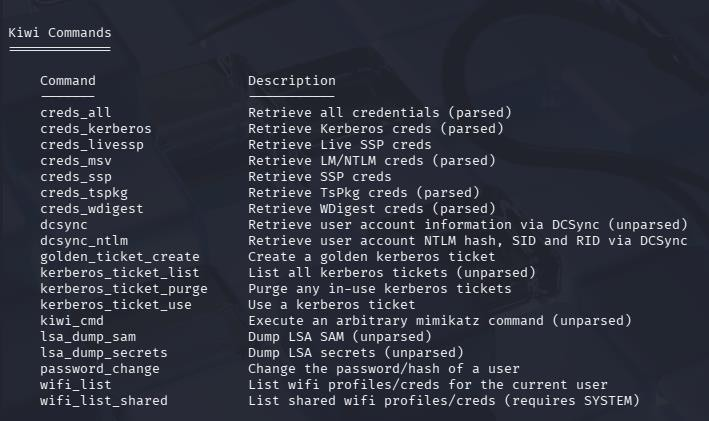 Kiwi Commands
=============
Command Description
------- -----------
creds_all Retrieve all credentials (parsed)
creds_kerberos Retrieve Kerberos creds (parsed)
creds_livessp Retrieve Live SSP creds
creds_msv Retrieve LM/NTLM creds (parsed)
creds_ssp Retrieve SSP creds
creds_tspkg Retrieve TsPkg creds (parsed)
creds_wdigest Retrieve WDigest creds (parsed)
dcsync Retrieve user account information via DCSync (unparsed)
dcsync_ntlm Retrieve user account NTLM hash, SID and RID via DCSync
golden_ticket_create Create a golden kerberos ticket
kerberos_ticket_list List all kerberos tickets (unparsed)
kerberos_ticket_purge Purge any in-use kerberos tickets
kerberos_ticket_use Use a kerberos ticket
kiwi_cmd Execute an arbitrary mimikatz command (unparsed)
lsa_dump_sam Dump LSA SAM (unparsed)
lsa_dump_secrets Dump LSA secrets (unparsed)
password_change Change the password/hash of a user
wifi_list List wifi profiles/creds for the current user
wifi_list_shared List shared wifi profiles/creds (requires SYSTEM)